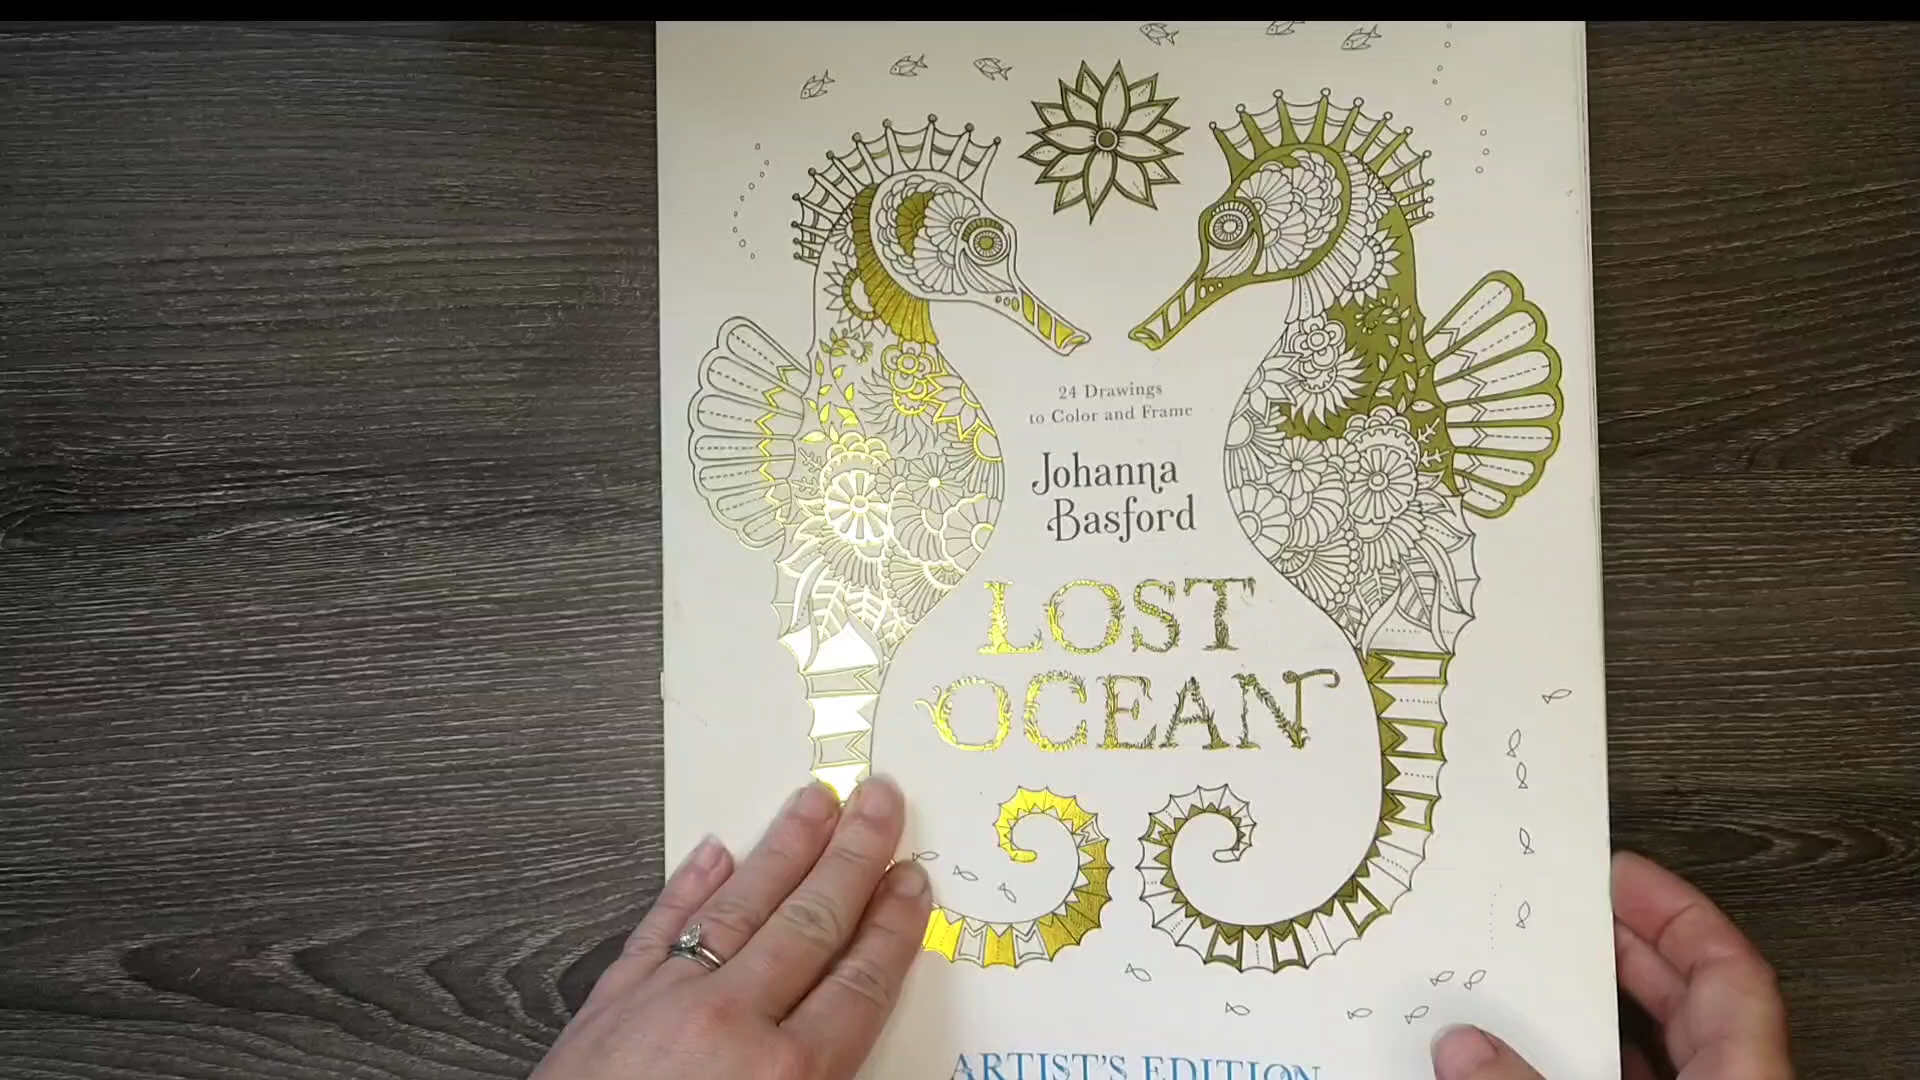 24 Drawings
to Color and Frame
Johanna
Basford
LOST
OCEAN
ARTIST'S EDITION